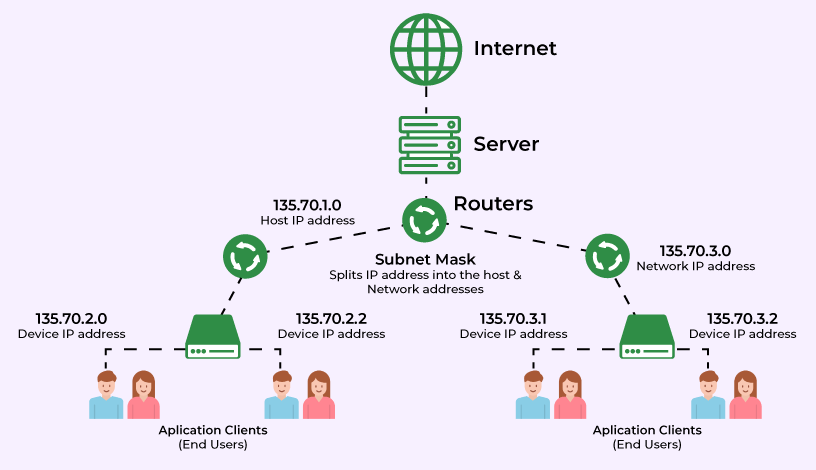 Internet
Server
Routers
135.70.1.0
Host IP address
Subnet Mask
Splits IP address into the host &
Network addresses
135.70.3.0
Network IP address
135.70.2.0
Device IP address
135.70.2.2
Device IP address
135.70.3.1
Device IP address
135.70.3.2
Device IP address
Aplication Clients
(End Users)
Aplication Clients
(End Users)